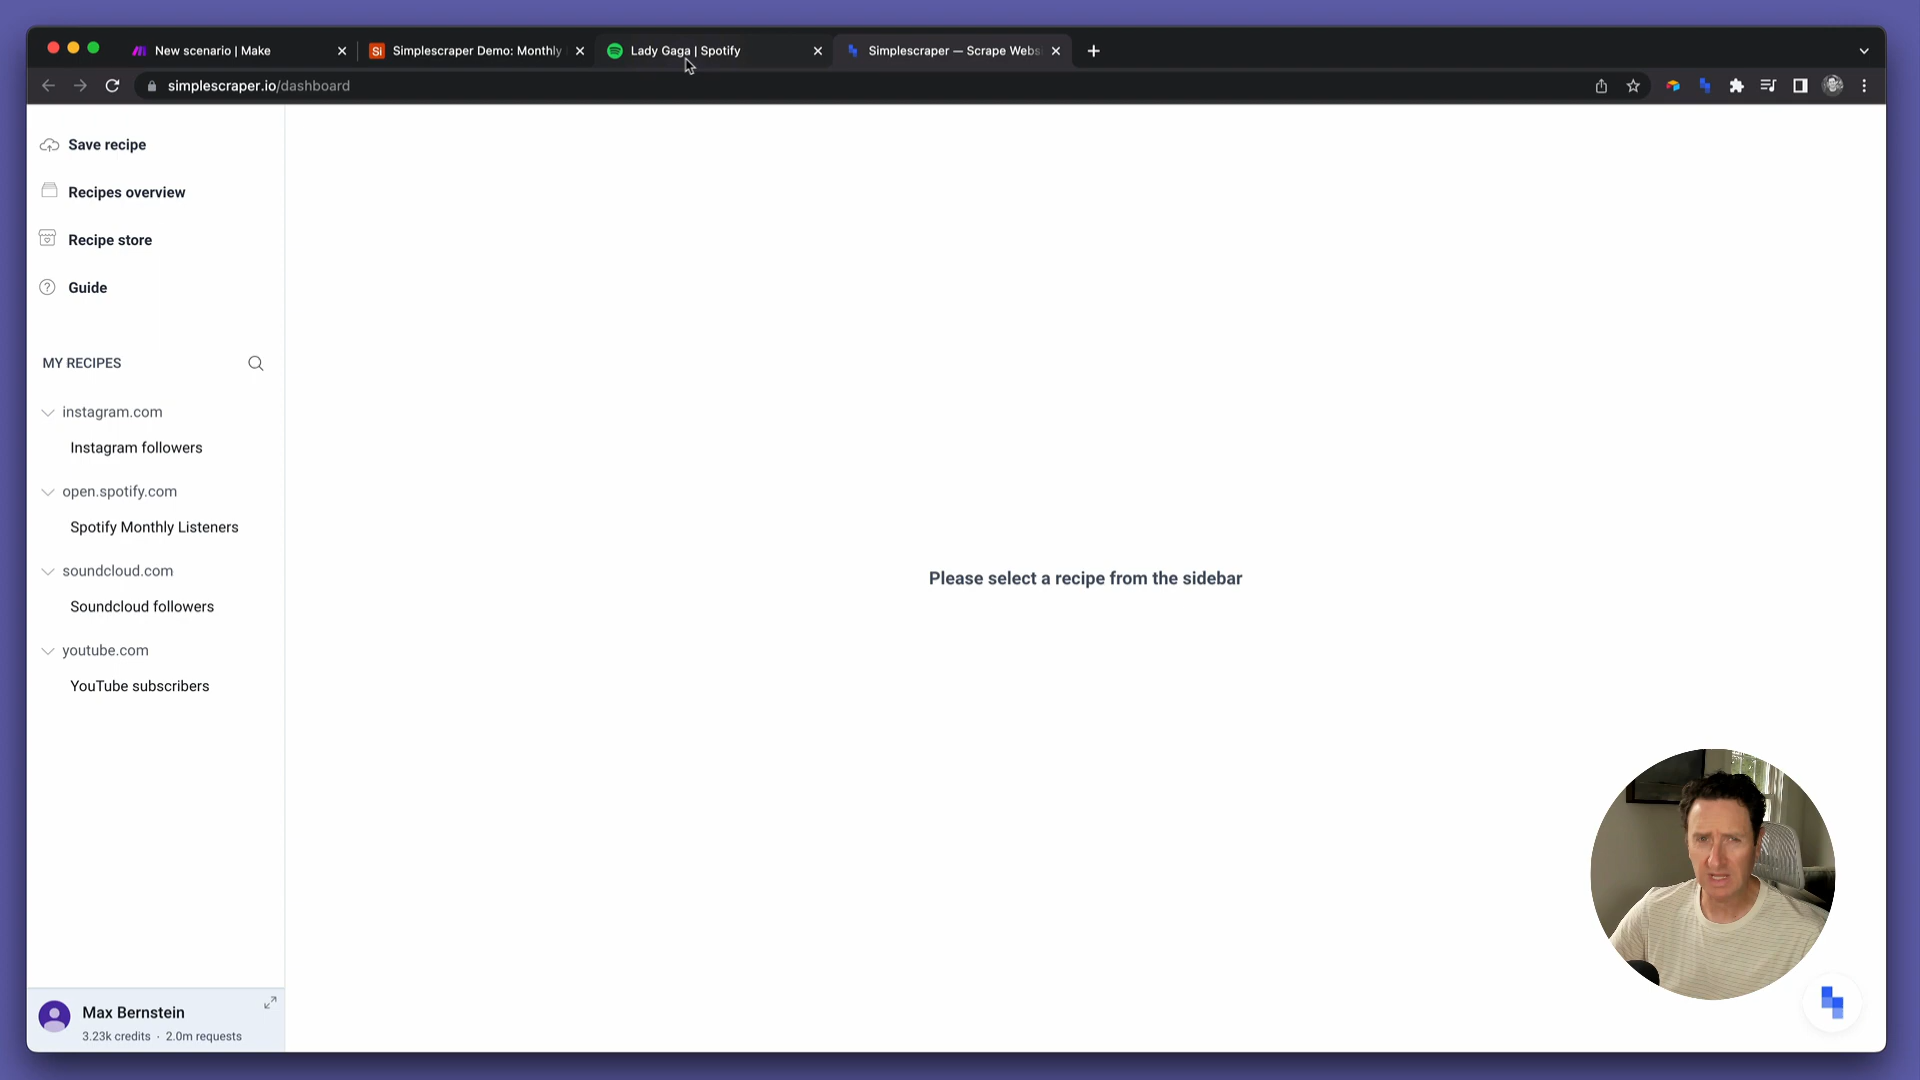 New scenario | Make
Simplescraper Demo: Monthly
Lady Gaga | Spotify
Simplescraper — Scrape Webs
simplescraper.io/dashboard
Save recipe
Recipes overview
Recipe store
Guide
MY RECIPES
instagram.com
Instagram followers
open.spotify.com
Spotify Monthly Listeners
soundcloud.com
Soundcloud followers
youtube.com
YouTube subscribers
Please select a recipe from the sidebar
Max Bernstein
3.23k credits · 2.0m requests